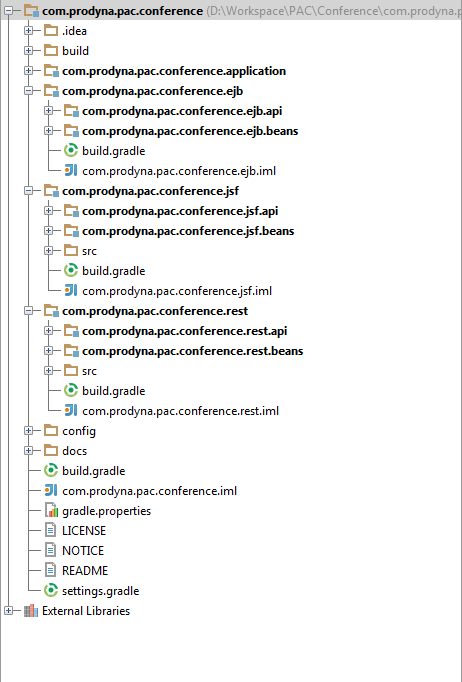 com.prodyna.pac.conference (D:\Workspace\PAC\Conference\com.prodyna.p
.idea
build
com.prodyna.pac.conference.application
com.prodyna.pac.conference.ejb
com.prodyna.pac.conference.ejb.api
com.prodyna.pac.conference.ejb.beans
build.gradle
com.prodyna.pac.conference.ejb.iml
com.prodyna.pac.conference.jsf
com.prodyna.pac.conference.jsf.api
com.prodyna.pac.conference.jsf.beans
src
build.gradle
com.prodyna.pac.conference.jsf.iml
com.prodyna.pac.conference.rest
com.prodyna.pac.conference.rest.api
com.prodyna.pac.conference.rest.beans
src
build.gradle
com.prodyna.pac.conference.rest.iml
config
docs
build.gradle
com.prodyna.pac.conference.iml
gradle.properties
LICENSE
NOTICE
README
settings.gradle
External Libraries